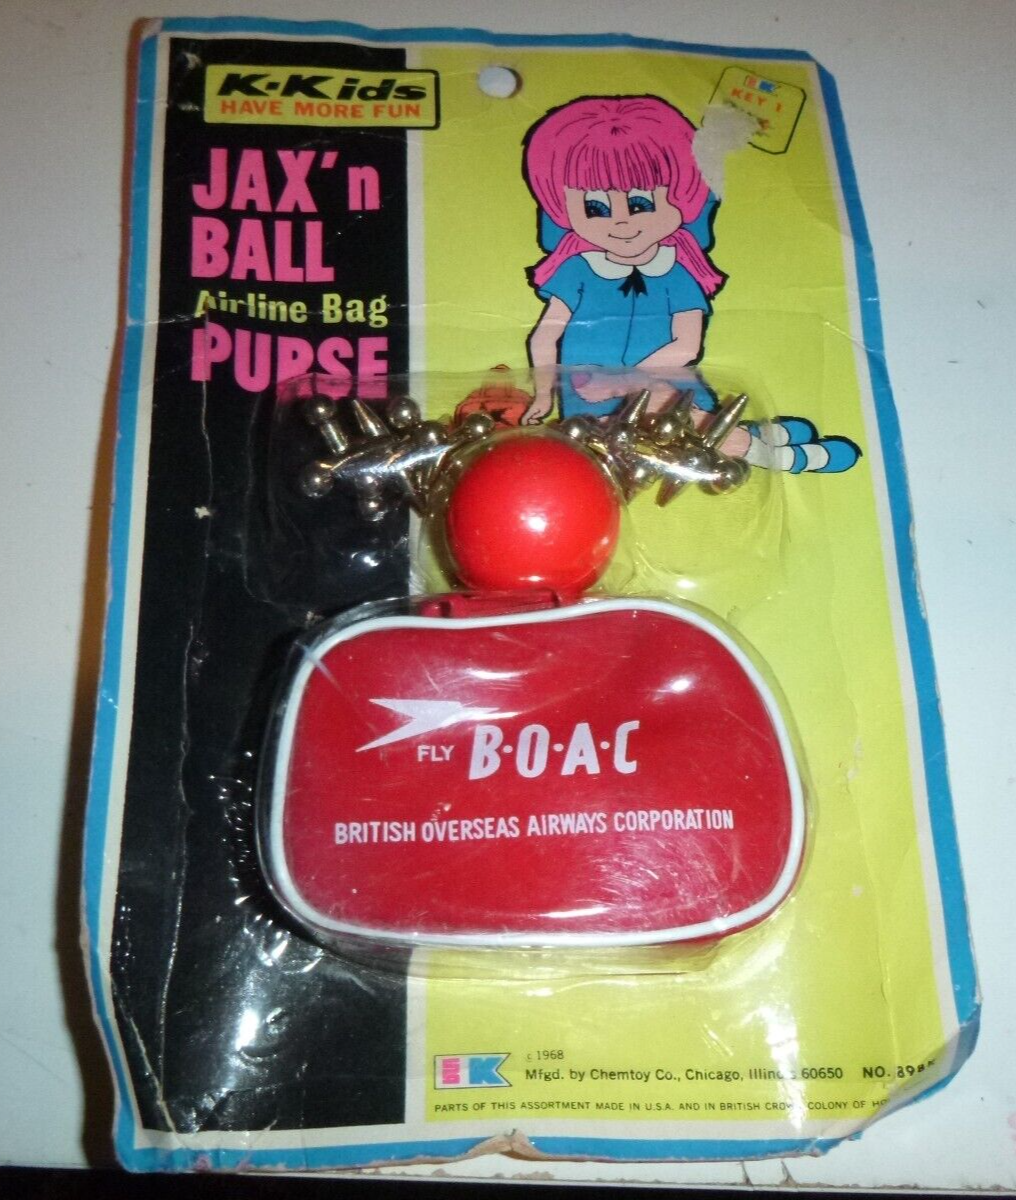 K-Kids
HAVE MORE FUN
JAX'n
BALL
Airline Bag
PURSE
K
KEY 1
FLY B·O·A·C
BRITISH OVERSEAS AIRWAYS CORPORATION
K
c 1968
Mfgd. by Chemtoy Co., Chicago, Illinois 60650 NO. 898
PARTS OF THIS ASSORTMENT MADE IN U.S.A. AND IN BRITISH CROWN COLONY OF